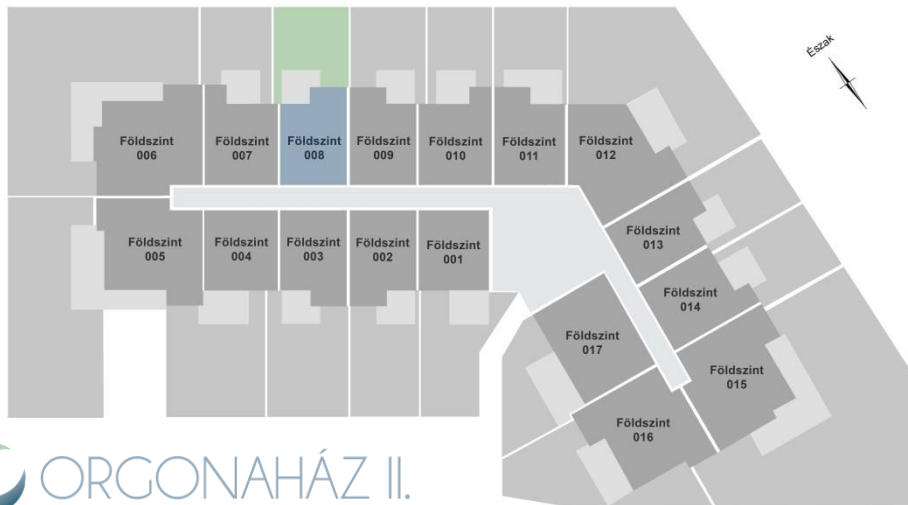 Észak
Földszint
006
Földszint
007
Földszint
008
Földszint
009
Földszint
010
Földszint
011
Földszint
012
Földszint
005
Földszint
004
Földszint
003
Földszint
002
Földszint
001
Földszint
013
Földszint
014
Földszint
017
Földszint
015
Földszint
016
ORGONAHÁZ II.